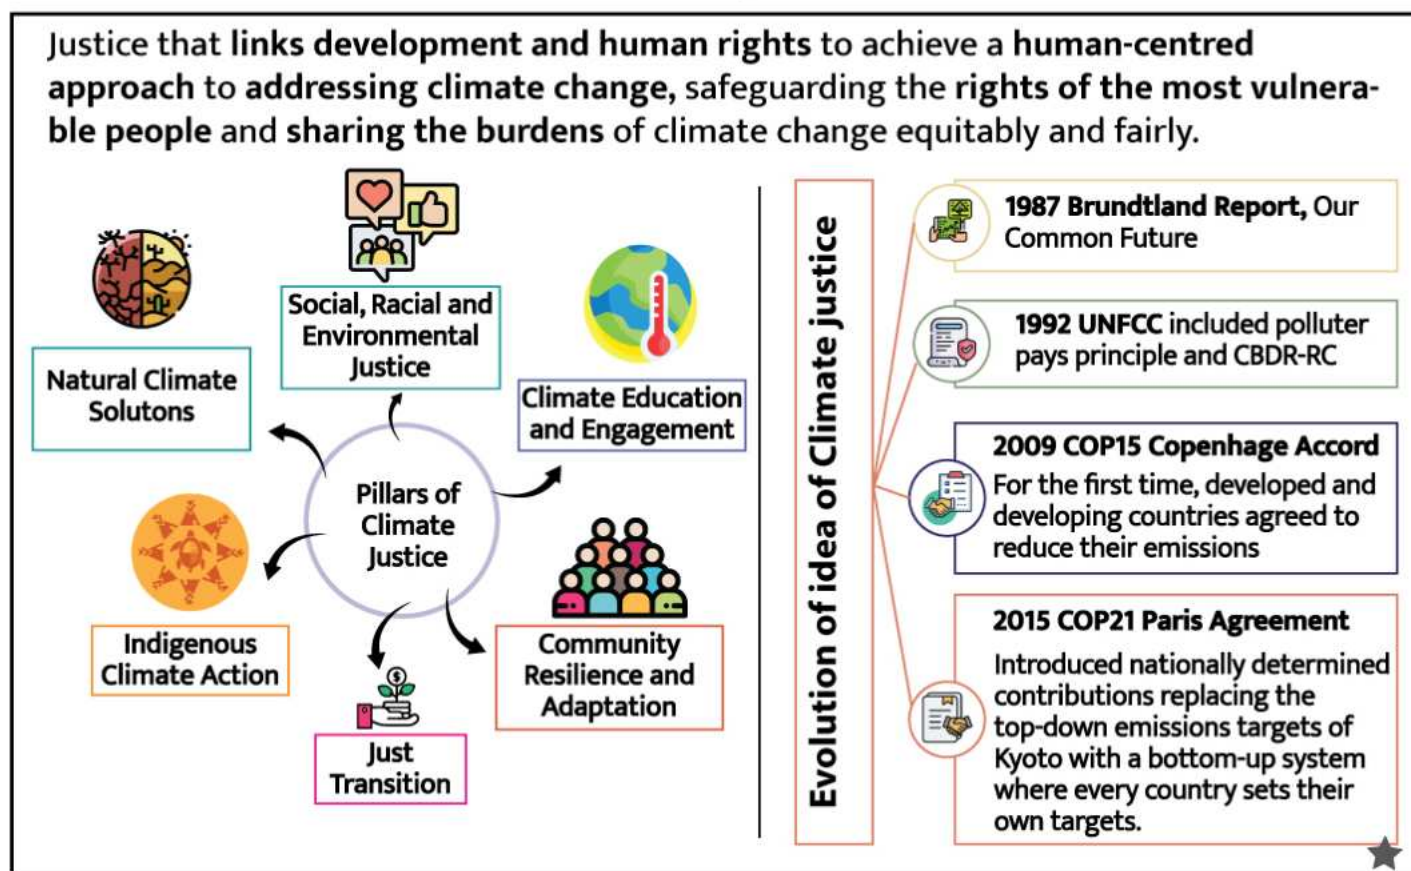 Justice that links development and human rights to achieve a human-centred
approach to addressing climate change, safeguarding the rights of the most vulnera-
ble people and sharing the burdens of climate change equitably and fairly.
Social, Racial and
Environmental
Justice
Natural Climate
Solutons
Climate Education
and Engagement
Pillars of
Climate
Justice
Indigenous
Climate Action
Community
Resilience and
Adaptation
$
Just
Transition
Evolution of idea of Climate justice
1987 Brundtland Report, Our
Common Future
1992 UNFCC included polluter
pays principle and CBDR-RC
2009 COP15 Copenhage Accord
For the first time, developed and
developing countries agreed to
reduce their emissions
2015 COP21 Paris Agreement
Introduced nationally determined
contributions replacing the
top-down emissions targets of
Kyoto with a bottom-up system
where every country sets their
own targets.